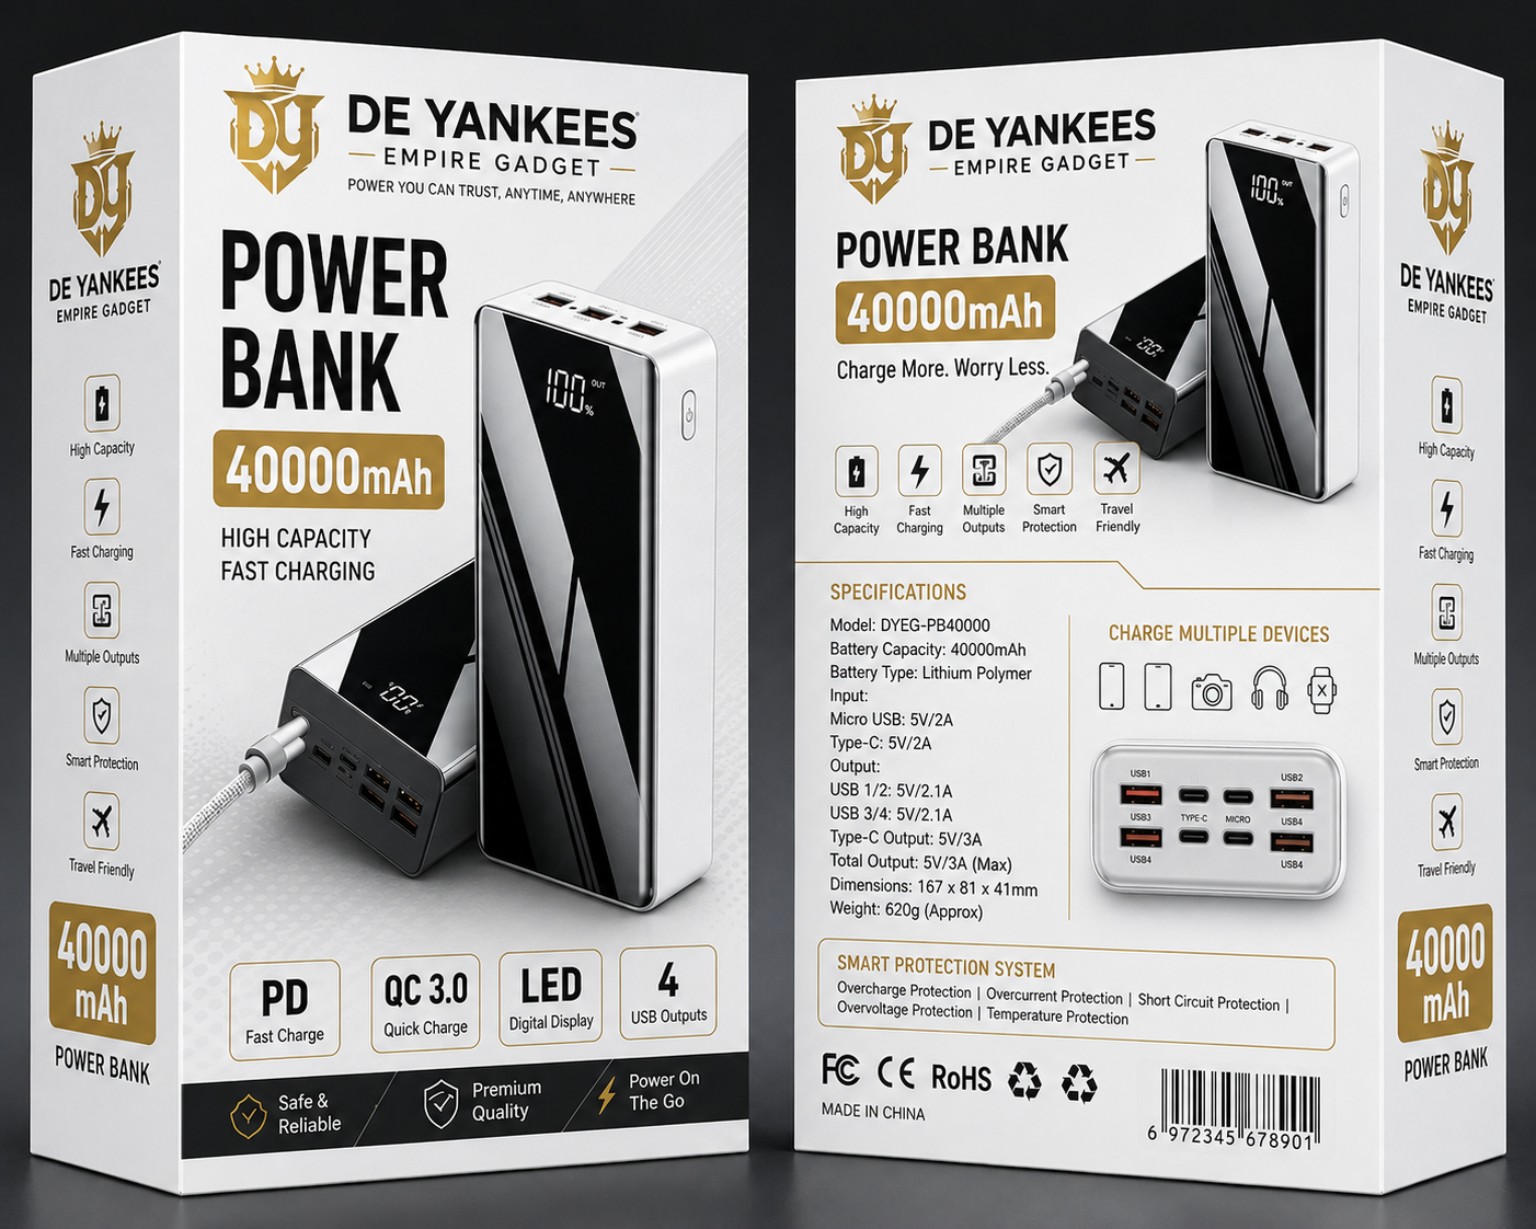 DY
DE YANKEES
EMPIRE GADGET
High Capacity
Fast Charging
Multiple Outputs
Smart Protection
Travel Friendly
40000
mAh
POWER BANK
DY
DE YANKEES
EMPIRE GADGET
POWER YOU CAN TRUST, ANYTIME, ANYWHERE
POWER
BANK
40000mAh
HIGH CAPACITY
FAST CHARGING
100% OUT
PD
Fast Charge
QC 3.0
Quick Charge
LED
Digital Display
4
USB Outputs
Safe &
Reliable
Premium
Quality
Power On
The Go
DY
DE YANKEES
EMPIRE GADGET
POWER BANK
40000mAh
Charge More. Worry Less.
100% OUT
High
Capacity
Fast
Charging
Multiple
Outputs
Smart
Protection
Travel
Friendly
SPECIFICATIONS
Model: DYEG-PB40000
Battery Capacity: 40000mAh
Battery Type: Lithium Polymer
Input:
Micro USB: 5V/2A
Type-C: 5V/2A
Output:
USB 1/2: 5V/2.1A
USB 3/4: 5V/2.1A
Type-C Output: 5V/3A
Total Output: 5V/3A (Max)
Dimensions: 167 x 81 x 41mm
Weight: 620g (Approx)
CHARGE MULTIPLE DEVICES
USB1
USB2
USB3
TYPE-C
MICRO
USB4
USB4
USB4
SMART PROTECTION SYSTEM
Overcharge Protection | Overcurrent Protection | Short Circuit Protection |
Overvoltage Protection | Temperature Protection
FC CE RoHS
MADE IN CHINA
6 972345 678901
DY
DE YANKEES
EMPIRE GADGET
High Capacity
Fast Charging
Multiple Outputs
Smart Protection
Travel Friendly
40000
mAh
POWER BANK